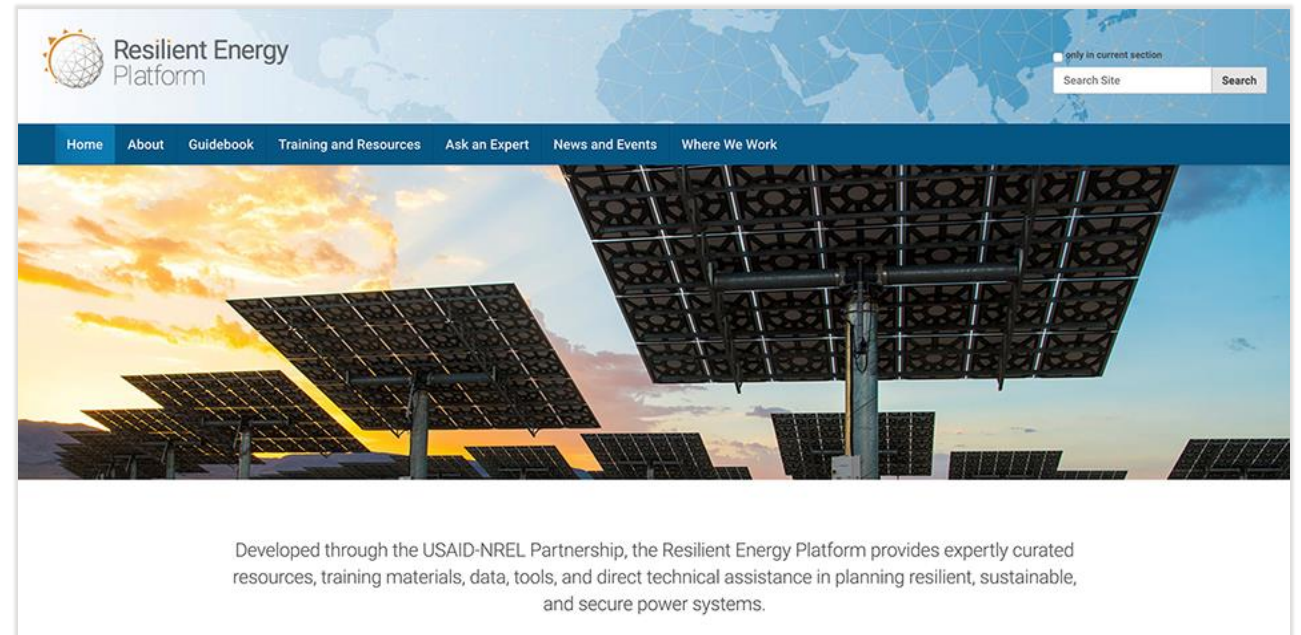 Resilient Energy
Platform
only in current section
Search Site
Search
Home About Guidebook Training and Resources Ask an Expert News and Events Where We Work
Developed through the USAID-NREL Partnership, the Resilient Energy Platform provides expertly curated
resources, training materials, data, tools, and direct technical assistance in planning resilient, sustainable,
and secure power systems.